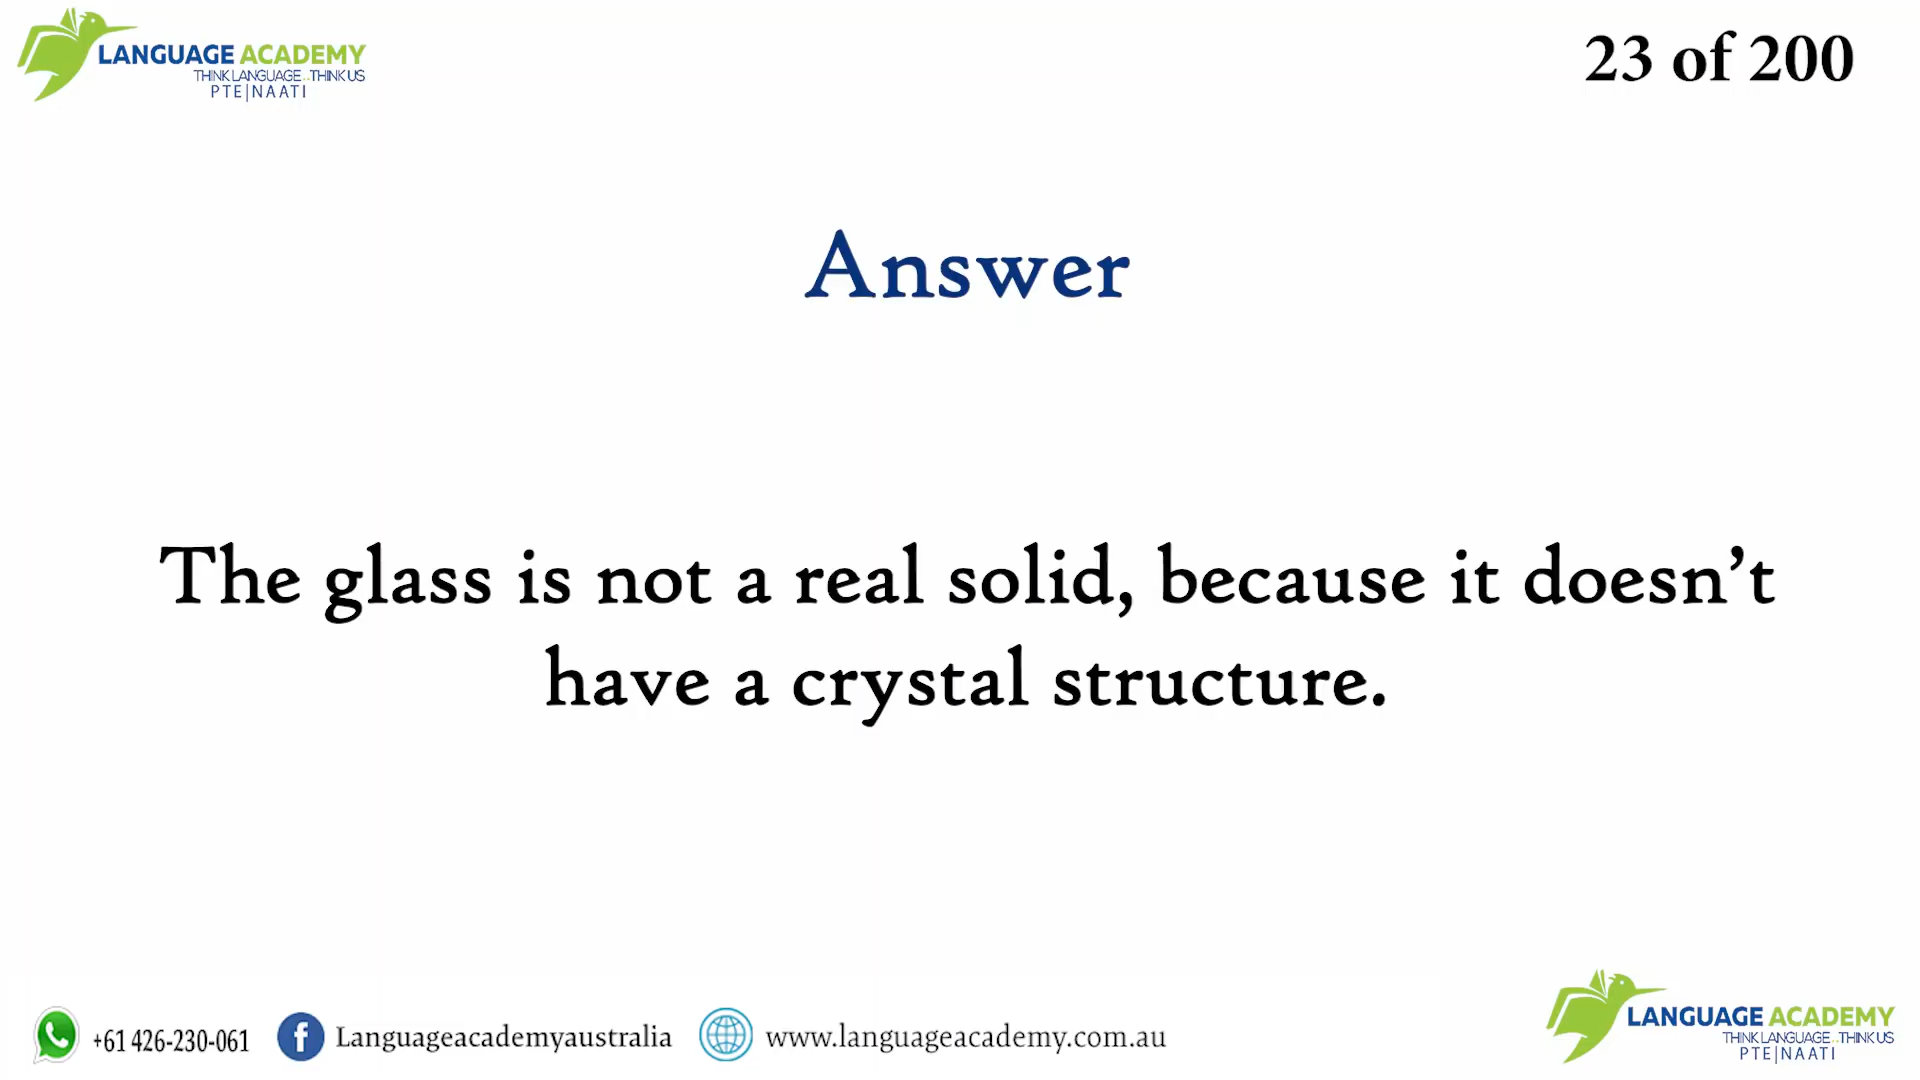 LANGUAGE ACADEMY
THINK LANGUAGE..THINK US
PTE|NAATI
23 of 200
Answer
The glass is not a real solid, because it doesn’t
have a crystal structure.
+61 426-230-061
Languageacademyaustralia
www.languageacademy.com.au
LANGUAGE ACADEMY
THINK LANGUAGE..THINK US
PTE|NAATI